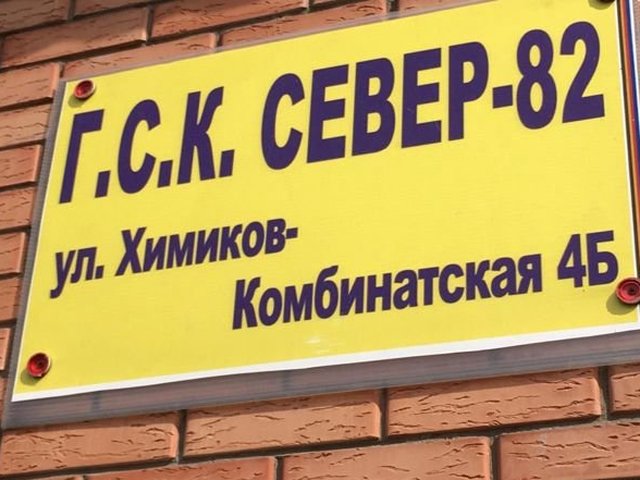 Г.С.К. СЕВЕР-82
ул. Химиков-
Комбинатская 4Б